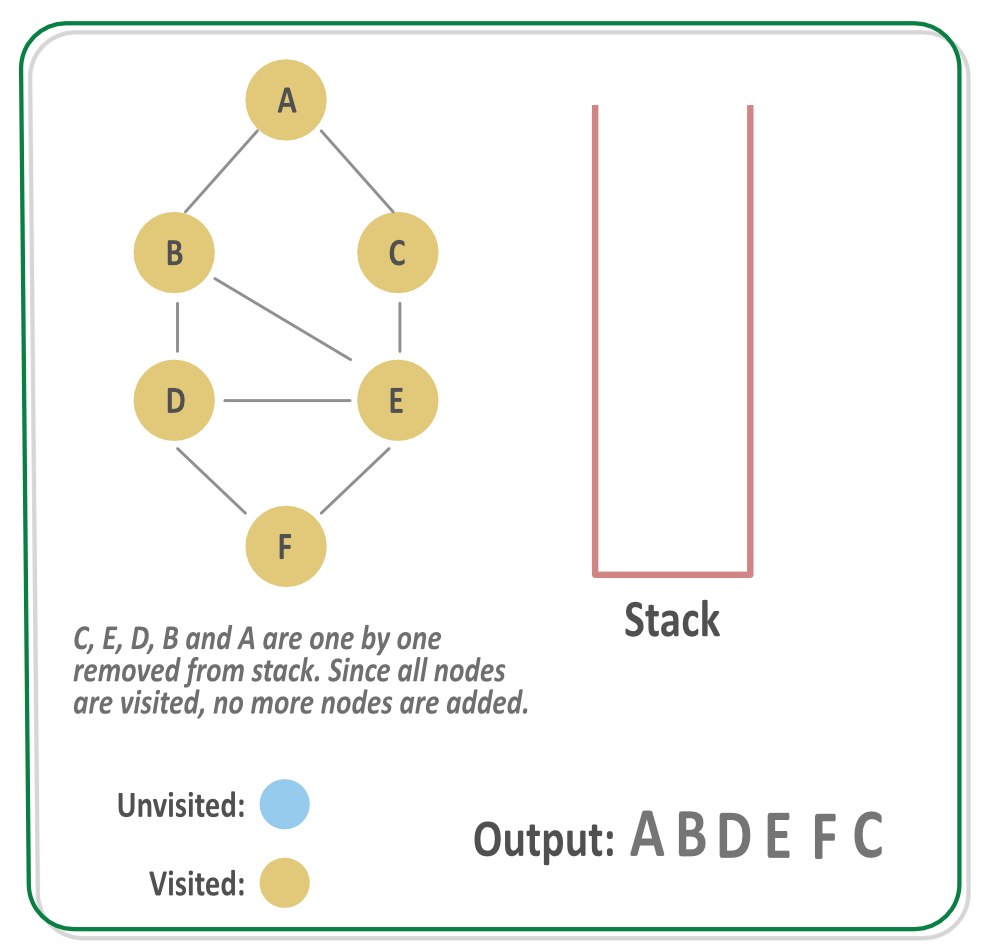 A
B
C
D
E
F
Stack
C, E, D, B and A are one by one
removed from stack. Since all nodes
are visited, no more nodes are added.
Unvisited:
Visited:
Output: A B D E F C